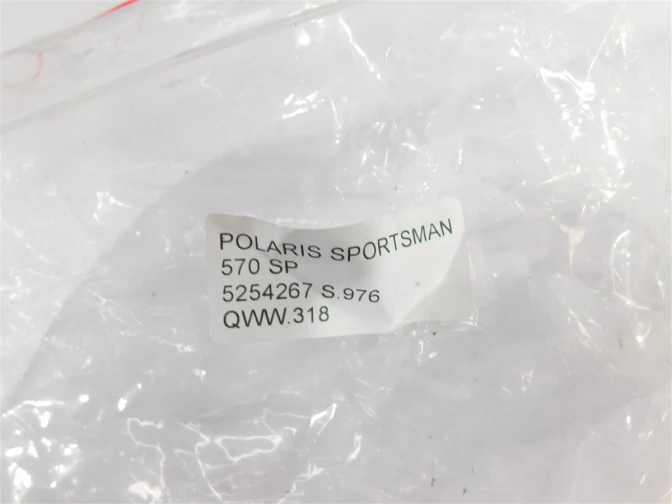 POLARIS SPORTSMAN
570 SP
5254267 S.976
QWW.318